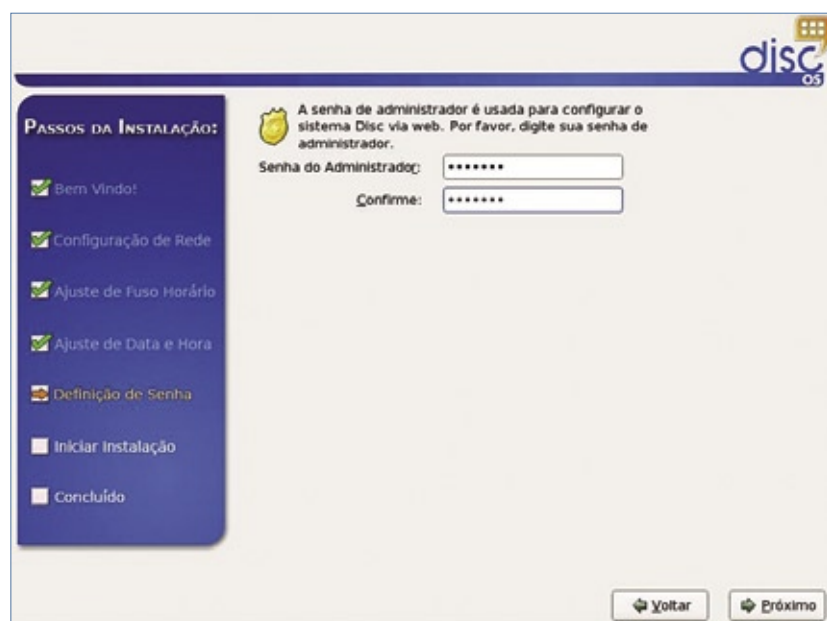 disc
OS
Passos da Instalação:
Bem Vindo!
Configuração de Rede
Ajuste de Fuso Horário
Ajuste de Data e Hora
Definição de Senha
Iniciar Instalação
Concluído
A senha de administrador é usada para configurar o
sistema Disc via web. Por favor, digite sua senha de
administrador.
Senha do Administrador:
•••••••
Confirme:
•••••••
Voltar
Próximo